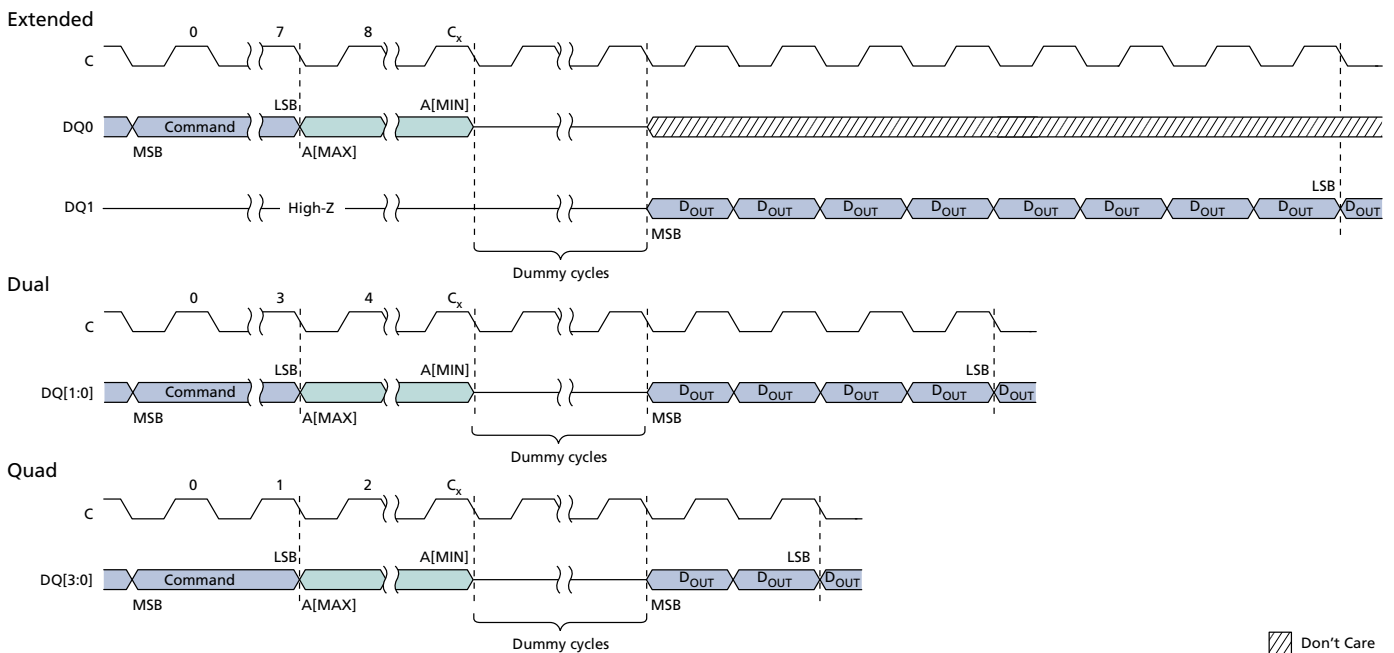 Extended
0 7 8 Cx
C
LSB A[MIN]
DQ0 Command
MSB A[MAX]
LSB
DQ1 High-Z DOUT DOUT DOUT DOUT DOUT DOUT DOUT DOUT DOUT
MSB
Dummy cycles
Dual
0 3 4 Cx
C
LSB A[MIN] LSB
DQ[1:0] Command DOUT DOUT DOUT DOUT DOUT
MSB A[MAX] MSB
Dummy cycles
Quad
0 1 2 Cx
C
LSB A[MIN] LSB
DQ[3:0] Command DOUT DOUT DOUT
MSB A[MAX] MSB
Dummy cycles
Don't Care